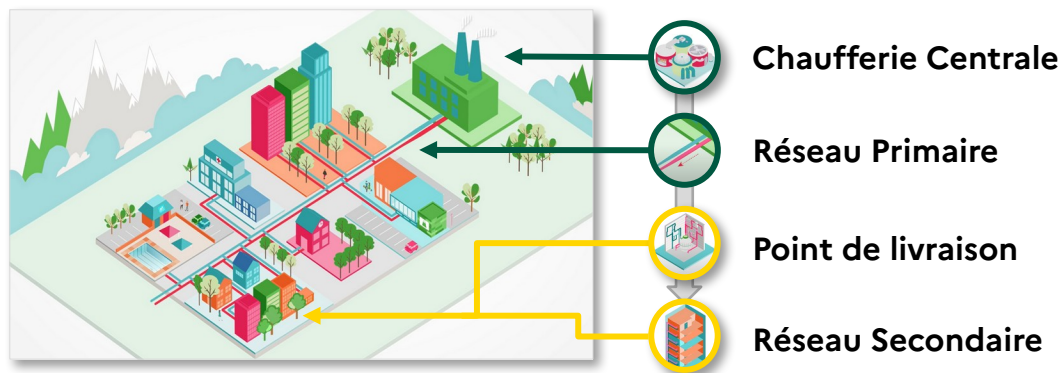 Chaufferie Centrale
Réseau Primaire
Point de livraison
Réseau Secondaire